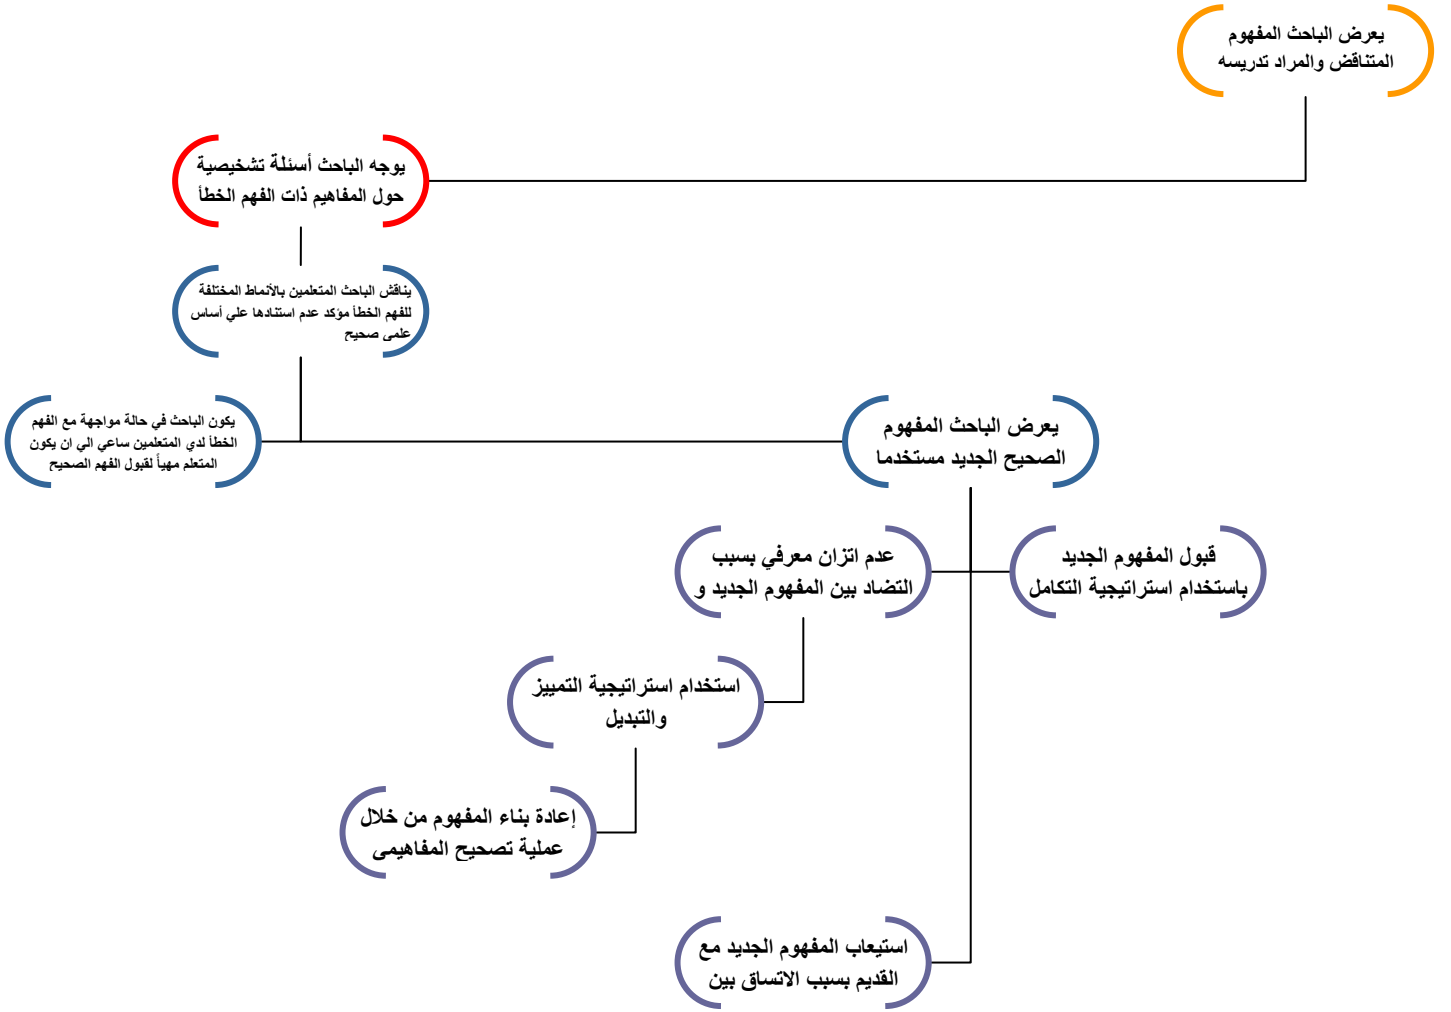 يعرض الباحث المفهوم
المتناقض والمراد تدريسه
يوجه الباحث أسئلة تشخيصية
حول المفاهيم ذات الفهم الخطأ
يناقش الباحث المتعلمين بالأنماط المختلفة
للفهم الخطأ مؤكد عدم استنادها علي أساس
علمى صحيح
يعرض الباحث المفهوم
الصحيح الجديد مستخدما
يكون الباحث في حالة مواجهة مع الفهم
الخطأ لدي المتعلمين ساعي الي ان يكون
المتعلم مهيأ لقبول الفهم الصحيح
قبول المفهوم الجديد
باستخدام استراتيجية التكامل
عدم اتزان معرفي بسبب
التضاد بين المفهوم الجديد و
استخدام استراتيجية التمييز
والتبديل
إعادة بناء المفهوم من خلال
عملية تصحيح المفاهيمى
استيعاب المفهوم الجديد مع
القديم بسبب الاتساق بين